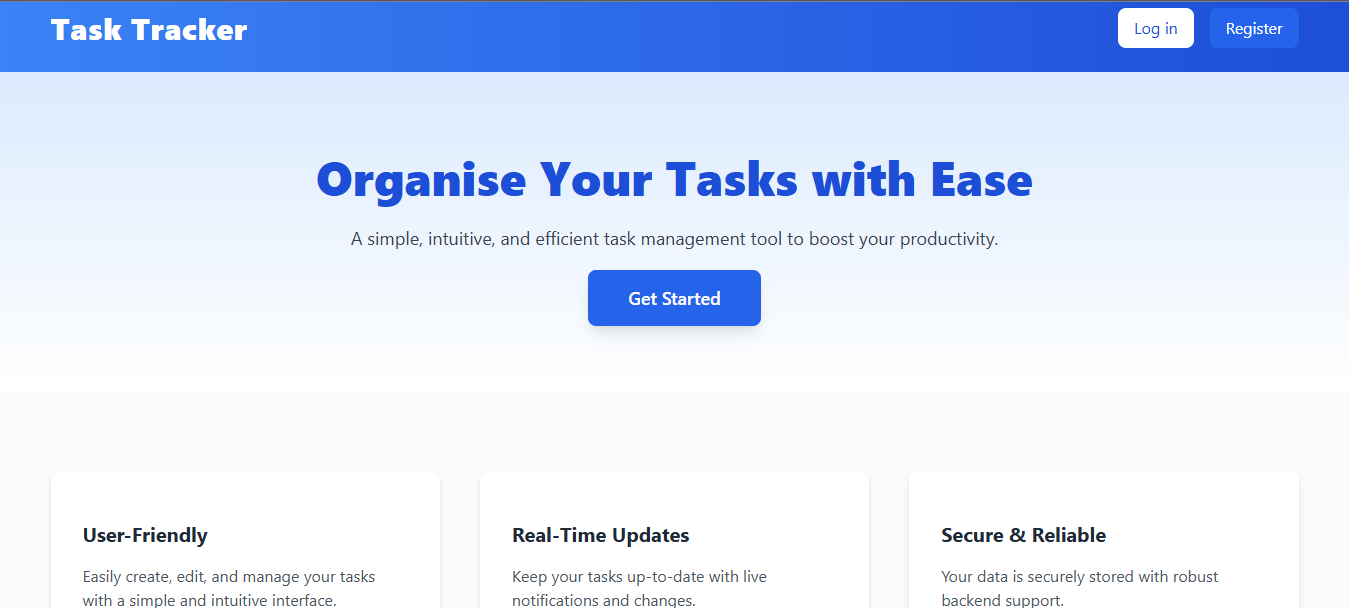 Task Tracker
Log in
Register
Organise Your Tasks with Ease
A simple, intuitive, and efficient task management tool to boost your productivity.
Get Started
User-Friendly
Easily create, edit, and manage your tasks
with a simple and intuitive interface.
Real-Time Updates
Keep your tasks up-to-date with live
notifications and changes.
Secure & Reliable
Your data is securely stored with robust
backend support.